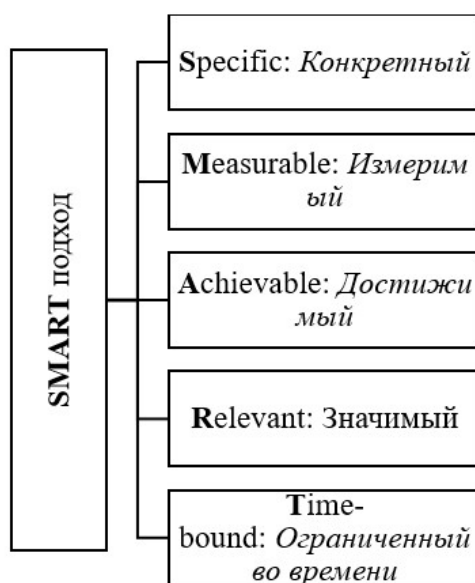 SMART подход
Specific: Конкретный
Measurable: Измерим
ый
Achievable: Достижи
мый
Relevant: Значимый
Time-
bound: Ограниченный
во времени